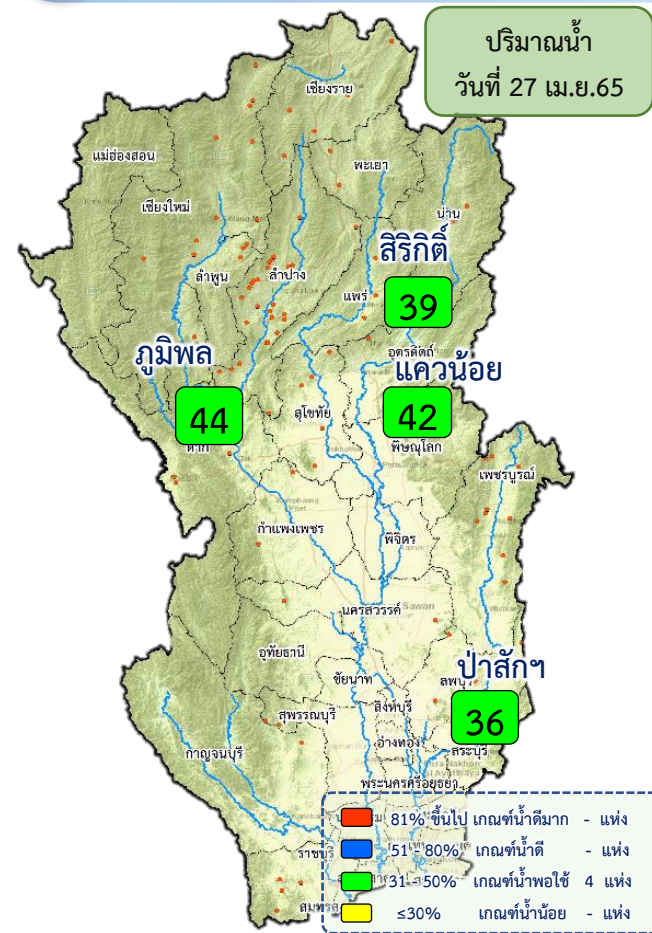 ปริมาณน้ำ
วันที่ 27 เม.ย.65
เชียงราย
แม่ฮ่องสอน
พะเยา
เชียงใหม่
น่าน
สิริกิติ์
ลำพูน
ลำปาง
แพร่
39
อุตรดิตถ์
ภูมิพล
แควน้อย
44
สุโขทัย
42
ตาก
พิษณุโลก
เพชรบูรณ์
กำแพงเพชร
พิจิตร
นครสวรรค์
Sawan
อุทัยธานี
ป่าสักฯ
ชัยนาท
ลพบุรี
สุพรรณบุรี
สิงห์บุรี
36
อ่างทอง
กาญจนบุรี
สระบุรี
พระนครศรีอยุธยา
81% ขึ้นไป เกณฑ์น้ำดีมาก - แห่ง
51 - 80% เกณฑ์น้ำดี - แห่ง
ราชบุรี
31 - 50% เกณฑ์น้ำพอใช้ 4 แห่ง
≤30% เกณฑ์น้ำน้อย - แห่ง